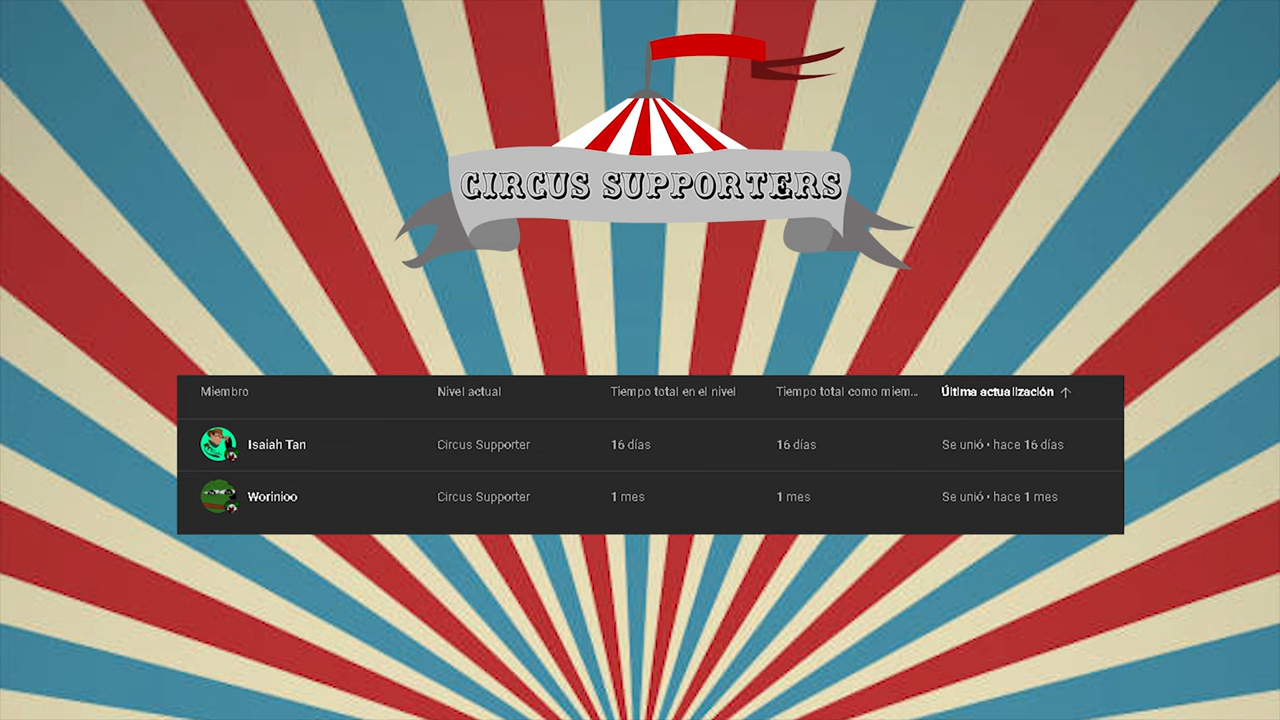 CIRCUS SUPPORTERS
Miembro Nivel actual Tiempo total en el nivel Tiempo total como miem... Última actualización ↑
Isaiah Tan Circus Supporter 16 días 16 días Se unió • hace 16 días
Worinioo Circus Supporter 1 mes 1 mes Se unió • hace 1 mes